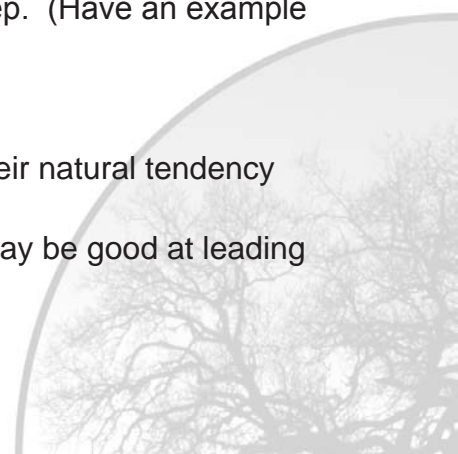 ep.  (Have an example
eir natural tendency
ay be good at leading